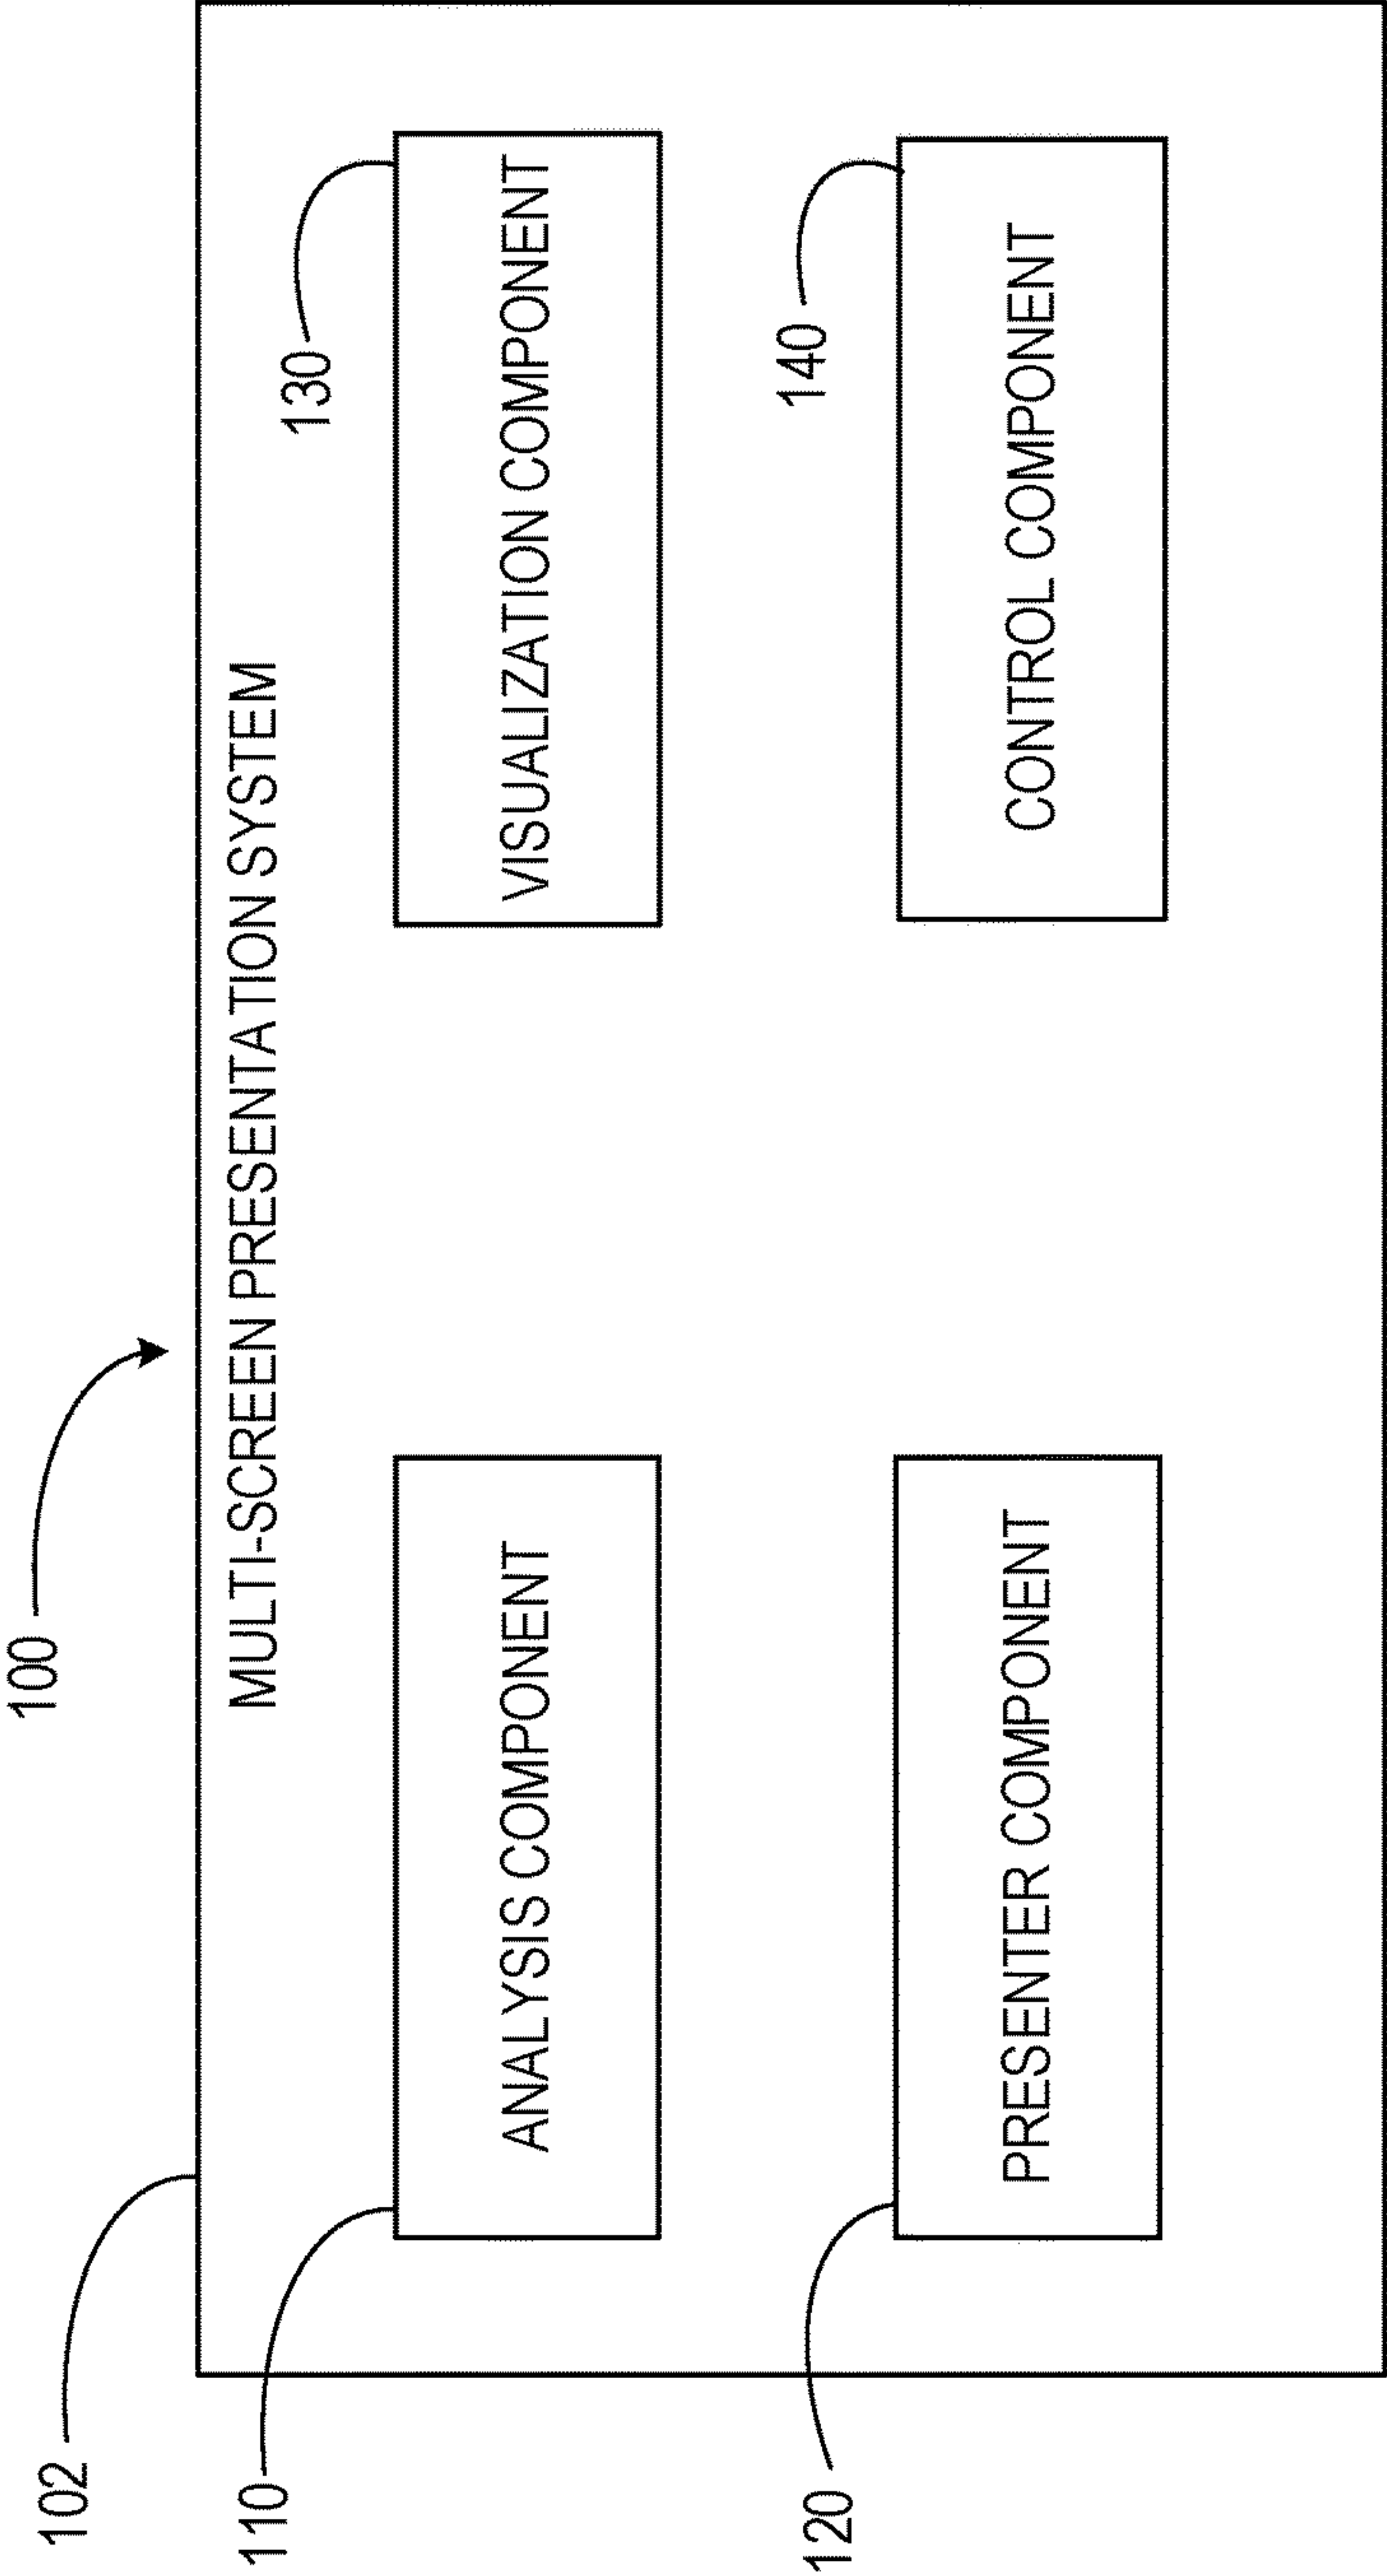 100
102
MULTI-SCREEN PRESENTATION SYSTEM
110
ANALYSIS COMPONENT
130
VISUALIZATION COMPONENT
120
PRESENTER COMPONENT
140
CONTROL COMPONENT